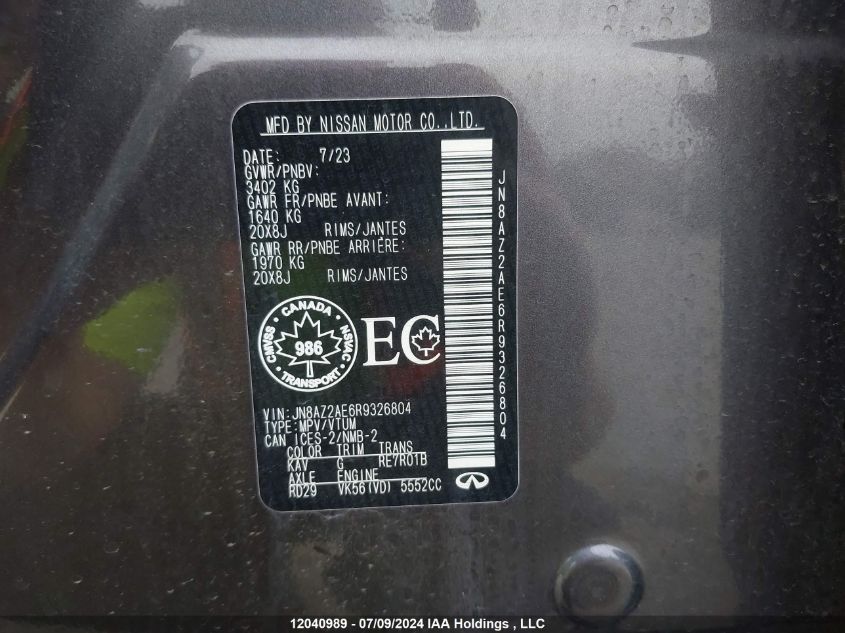 MFD BY NISSAN MOTOR CO.,LTD.
DATE: 7/23
GVWR/PNBV:
3402 KG
GAWR FR/PNBE AVANT:
1640 KG
20X8J RIMS/JANTES
GAWR RR/PNBE ARRIÈRE:
1970 KG
20X8J RIMS/JANTES
CANADA
CMVSS NSVAC
986
TRANSPORT
EC
VIN:JN8AZ2AE6R9326804
TYPE:MPV/VTUM
CAN ICES-2/NMB-2
COLOR TRIM TRANS
KAV G RE7R01B
AXLE ENGINE
RD29 VK56(VD) 5552CC
JN8AZ2AE6R9326804
12040989 - 07/09/2024 IAA Holdings , LLC